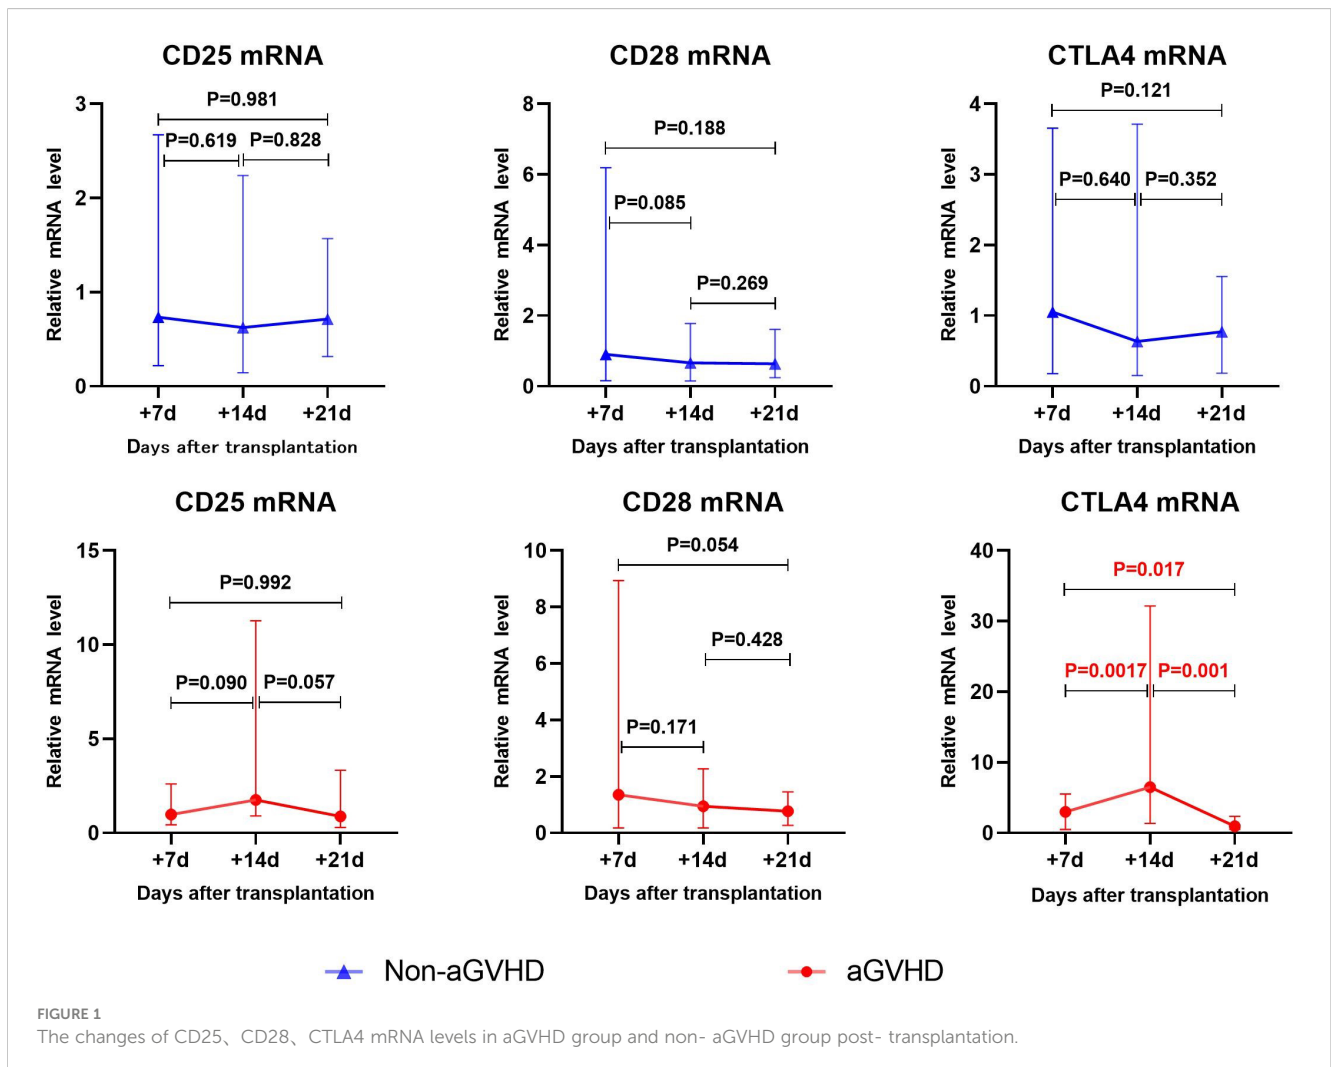 CD25 mRNA
CD28 mRNA
CTLA4 mRNA
Relative mRNA level
3
2
1
0
P=0.981
P=0.619
P=0.828
+7d
+14d
+21d
Days after transplantation
Relative mRNA level
8
6
4
2
0
P=0.188
P=0.085
P=0.269
+7d
+14d
+21d
Days after transplantation
Relative mRNA level
4
3
2
1
0
P=0.121
P=0.640
P=0.352
+7d
+14d
+21d
Days after transplantation
CD25 mRNA
CD28 mRNA
CTLA4 mRNA
Relative mRNA level
15
10
5
0
P=0.992
P=0.090
P=0.057
+7d
+14d
+21d
Days after transplantation
Relative mRNA level
10
8
6
4
2
0
P=0.054
P=0.428
P=0.171
+7d
+14d
+21d
Days after transplantation
Relative mRNA level
40
30
20
10
0
P=0.017
P=0.0017
P=0.001
+7d
+14d
+21d
Days after transplantation
Non-aGVHD
aGVHD
FIGURE 1
The changes of CD25、CD28、CTLA4 mRNA levels in aGVHD group and non- aGVHD group post- transplantation.